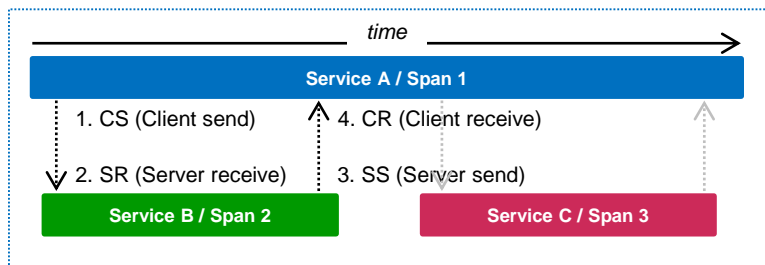 time
Service A / Span 1
1. CS (Client send)
4. CR (Client receive)
2. SR (Server receive)
3. SS (Server send)
Service B / Span 2
Service C / Span 3